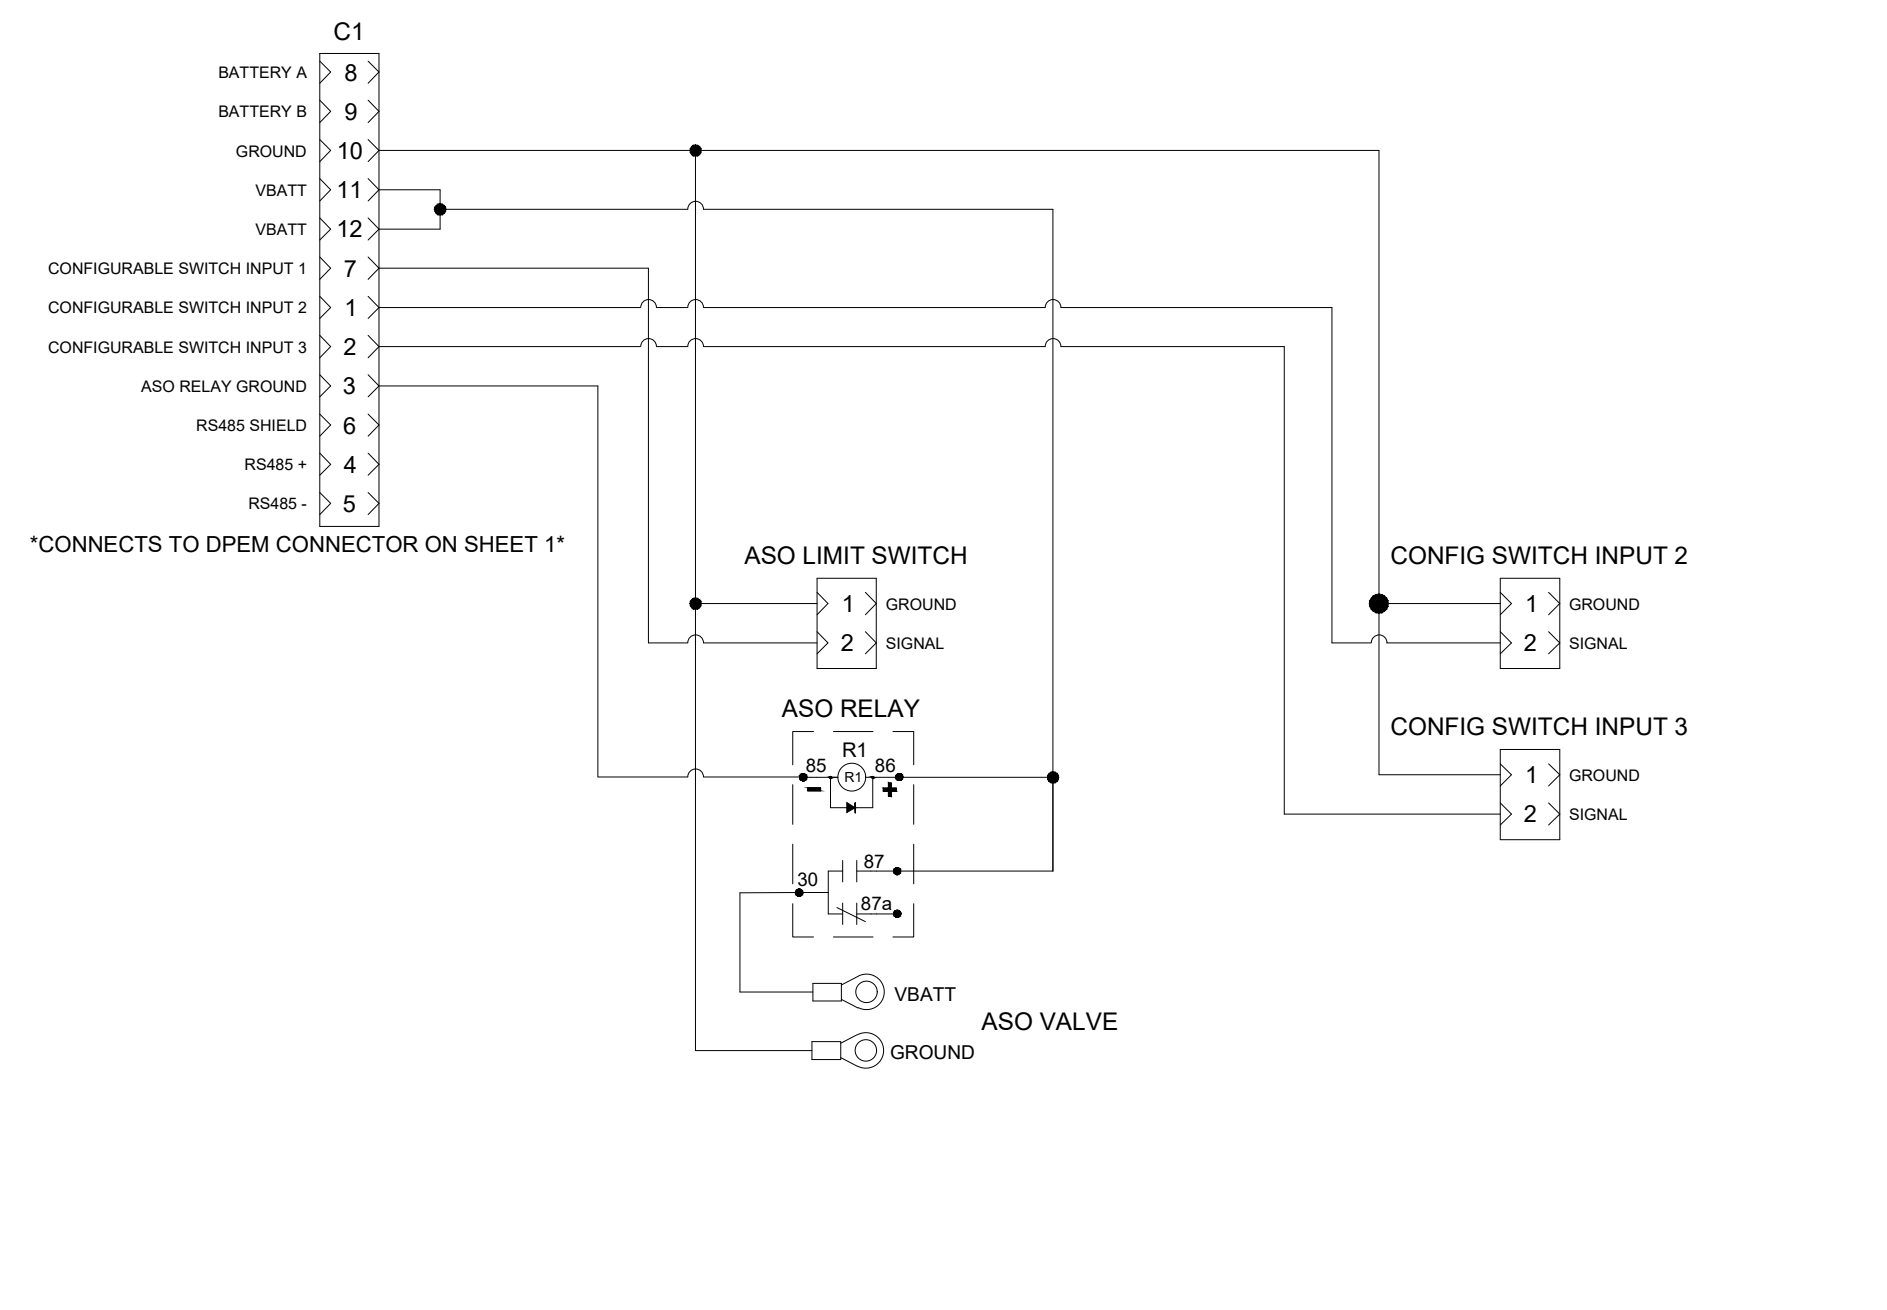 C1
BATTERY A 8
BATTERY B 9
GROUND 10
VBATT 11
VBATT 12
CONFIGURABLE SWITCH INPUT 1 7
CONFIGURABLE SWITCH INPUT 2 1
CONFIGURABLE SWITCH INPUT 3 2
ASO RELAY GROUND 3
RS485 SHIELD 6
RS485 + 4
RS485 - 5
*CONNECTS TO DPEM CONNECTOR ON SHEET 1*
ASO LIMIT SWITCH
1 GROUND
2 SIGNAL
CONFIG SWITCH INPUT 2
1 GROUND
2 SIGNAL
ASO RELAY
R1
85 R1 86
- +
87
30
87a
CONFIG SWITCH INPUT 3
1 GROUND
2 SIGNAL
VBATT
ASO VALVE
GROUND